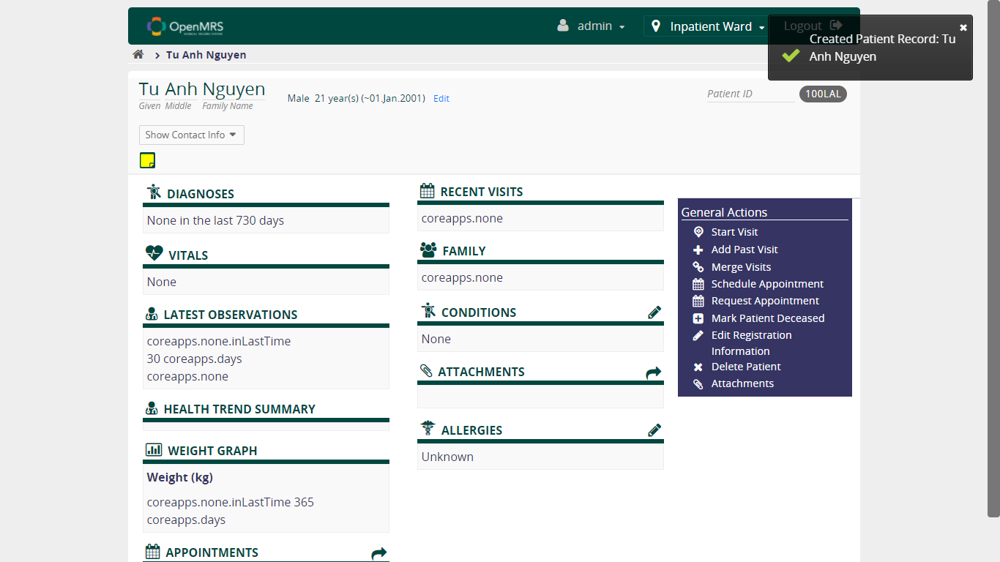 OpenMRS
MEDICAL RECORD SYSTEM
admin
Inpatient Ward
Logout
Created Patient Record: Tu
Anh Nguyen
Tu Anh Nguyen
Tu Anh Nguyen
Given Middle Family Name
Male 21 year(s) (~01.Jan.2001) Edit
Patient ID 100LAL
Show Contact Info
DIAGNOSES
None in the last 730 days
VITALS
None
LATEST OBSERVATIONS
coreapps.none.inLastTime
30 coreapps.days
coreapps.none
HEALTH TREND SUMMARY
WEIGHT GRAPH
Weight (kg)
coreapps.none.inLastTime 365
coreapps.days
APPOINTMENTS
RECENT VISITS
coreapps.none
FAMILY
coreapps.none
CONDITIONS
None
ATTACHMENTS
ALLERGIES
Unknown
General Actions
Start Visit
Add Past Visit
Merge Visits
Schedule Appointment
Request Appointment
Mark Patient Deceased
Edit Registration
Information
Delete Patient
Attachments